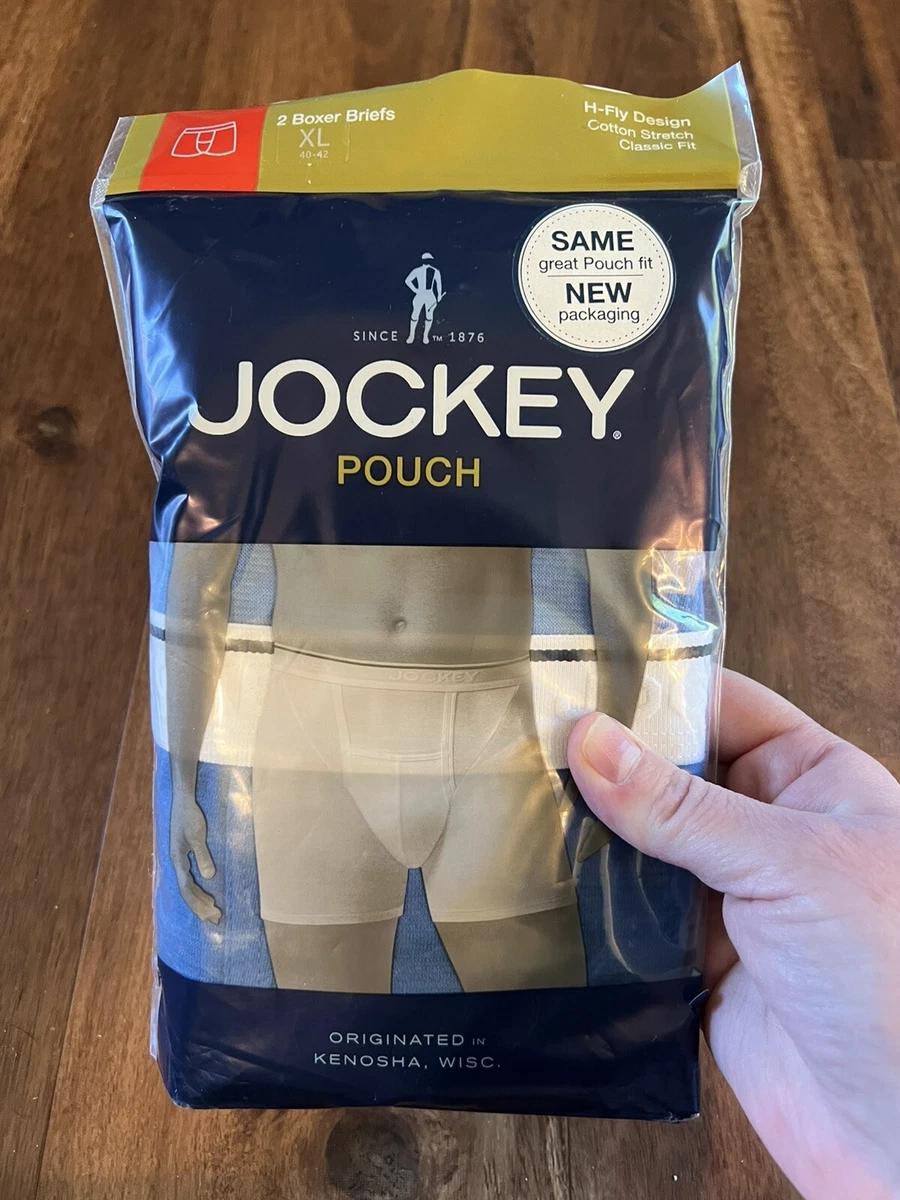 2 Boxer Briefs
XL
40-42
H-Fly Design
Cotton Stretch
Classic Fit
SAME
great Pouch fit
NEW
packaging
SINCE ™ 1876
JOCKEY®
POUCH
JOCKEY
ORIGINATED IN
KENOSHA, WISC.